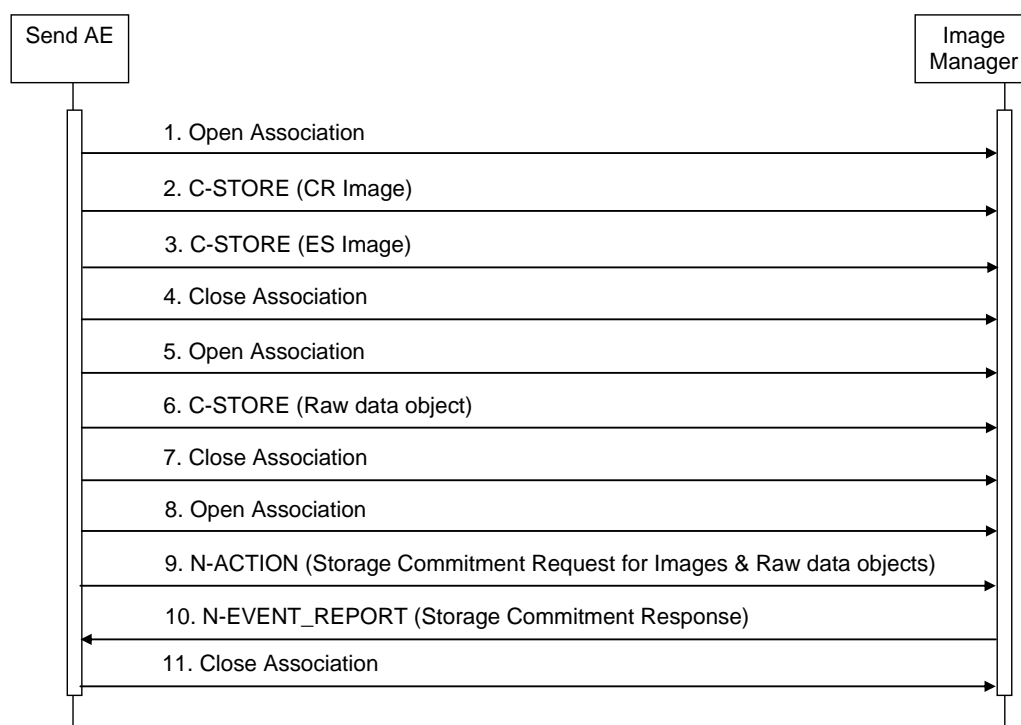 Send AE
Image
Manager
1. Open Association
2. C-STORE (CR Image)
3. C-STORE (ES Image)
4. Close Association
5. Open Association
6. C-STORE (Raw data object)
7. Close Association
8. Open Association
9. N-ACTION (Storage Commitment Request for Images & Raw data objects)
10. N-EVENT_REPORT (Storage Commitment Response)
11. Close Association